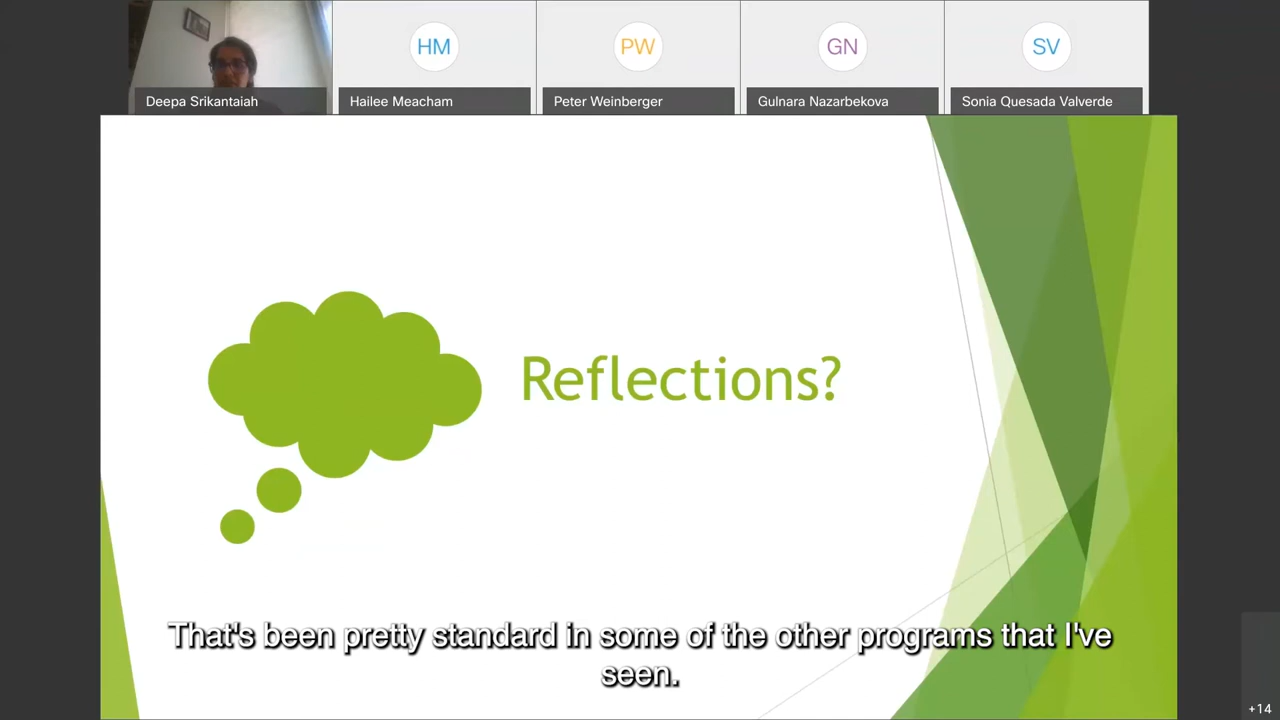 HM
PW
GN
SV
Deepa Srikantaiah
Hailee Meacham
Peter Weinberger
Gulnara Nazarbekova
Sonia Quesada Valverde
Reflections?
That's been pretty standard in some of the other programs that I've
seen.
+14